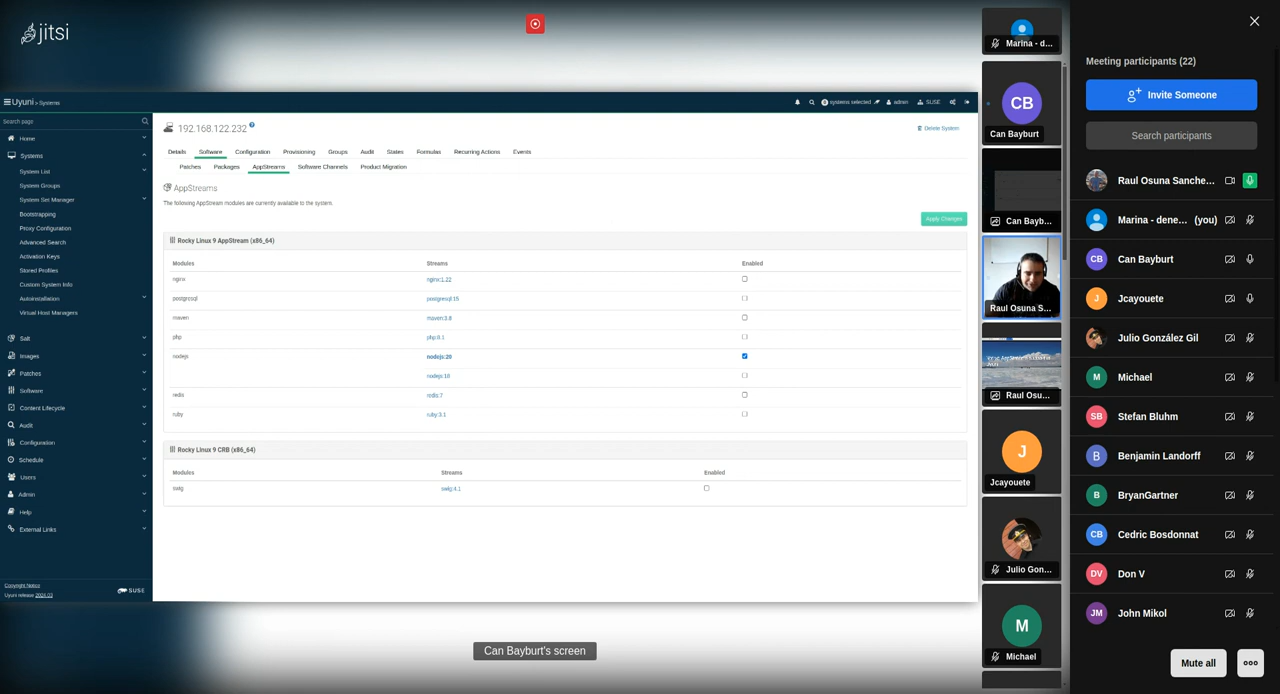 jitsi
Uyuni > Systems
0 systems selected
admin
SUSE
Search page
Home
Systems
System List
System Groups
System Set Manager
Bootstrapping
Proxy Configuration
Advanced Search
Activation Keys
Stored Profiles
Custom System Info
Autoinstallation
Virtual Host Managers
Salt
Images
Patches
Software
Content Lifecycle
Audit
Configuration
Schedule
Users
Admin
Help
External Links
Copyright Notice
Uyuni release 2024.03
SUSE
192.168.122.232 ?
Delete System
Details Software Configuration Provisioning Groups Audit States Formulas Recurring Actions Events
Patches Packages AppStreams Software Channels Product Migration
AppStreams
The following AppStream modules are currently available to the system.
Apply Changes
Rocky Linux 9 AppStream (x86_64)
Modules Streams Enabled
nginx nginx:1.22
postgresql postgresql:15
maven maven:3.8
php php:8.1
nodejs nodejs:20
nodejs:18
redis redis:7
ruby ruby:3.1
Rocky Linux 9 CRB (x86_64)
Modules Streams Enabled
swig swig:4.1
Can Bayburt's screen
Marina - d...
CB
Can Bayburt
Can Bayb...
Raul Osuna S...
Raul Osu...
J
Jcayouete
Julio Gon...
M
Michael
Meeting participants (22)
Invite Someone
Search participants
Raul Osuna Sanche...
Marina - dene... (you)
CB Can Bayburt
J Jcayouete
Julio González Gil
M Michael
SB Stefan Bluhm
B Benjamin Landorff
B BryanGartner
CB Cedric Bosdonnat
DV Don V
JM John Mikol
Mute all